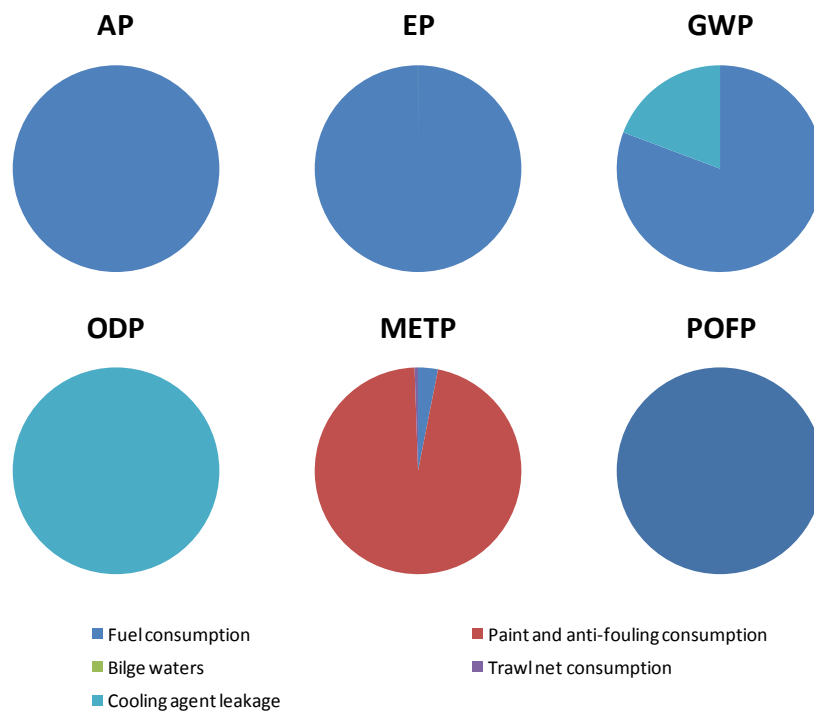 AP
EP
GWP
ODP
METP
POFP
Fuel consumption
Paint and anti-fouling consumption
Bilge waters
Trawl net consumption
Cooling agent leakage